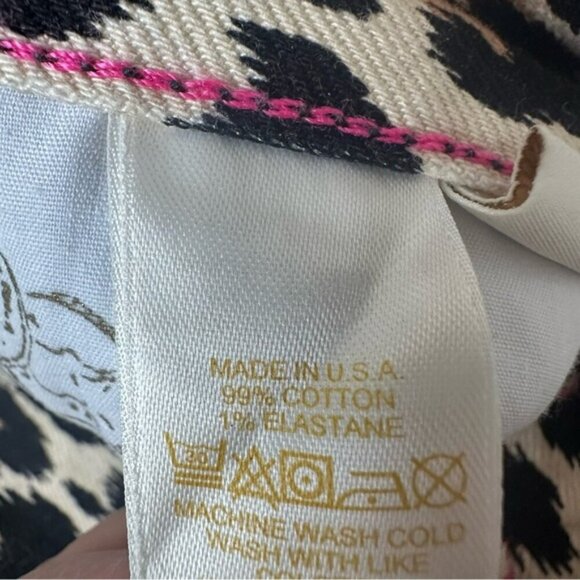 MADE IN U.S.A.
99% COTTON
1% ELASTANE
30
MACHINE WASH COLD
WASH WITH LIKE